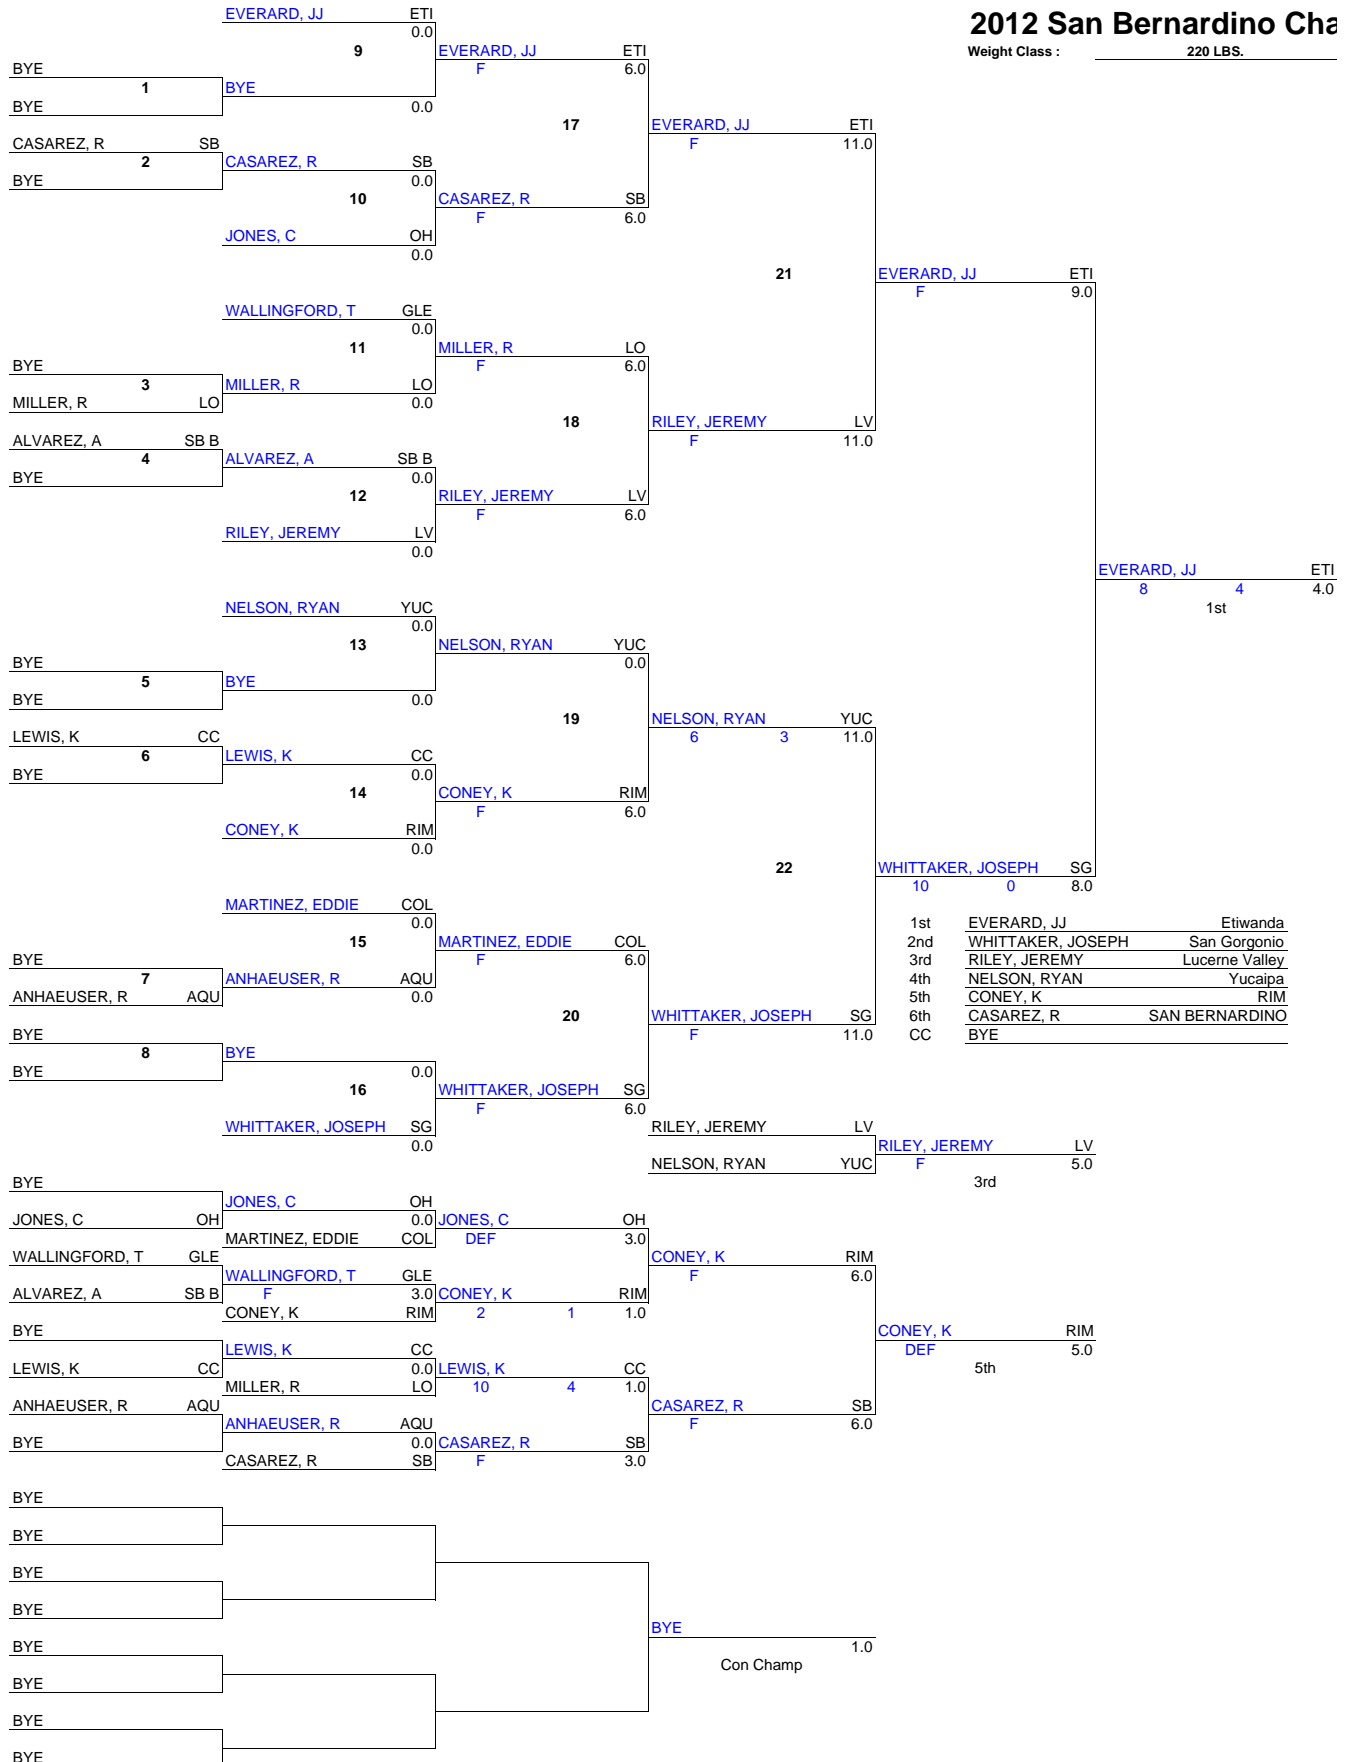 2012 San Bernardino Cha
Weight Class : 220 LBS.
EVERARD, JJ ETI
0.0
9
EVERARD, JJ ETI
F 6.0
BYE
1
BYE
BYE
0.0
17
EVERARD, JJ ETI
F 11.0
CASAREZ, R SB
2
CASAREZ, R SB
0.0
BYE
10
CASAREZ, R SB
F 6.0
JONES, C OH
0.0
21
EVERARD, JJ ETI
F 9.0
WALLINGFORD, T GLE
0.0
11
MILLER, R LO
F 6.0
BYE
3
MILLER, R LO
0.0
MILLER, R LO
18
RILEY, JEREMY LV
F 11.0
ALVAREZ, A SB B
4
ALVAREZ, A SB B
0.0
BYE
12
RILEY, JEREMY LV
F 6.0
RILEY, JEREMY LV
0.0
EVERARD, JJ ETI
8 4 4.0
1st
NELSON, RYAN YUC
0.0
13
NELSON, RYAN YUC
0.0
BYE
5
BYE
0.0
BYE
19
NELSON, RYAN YUC
6 3 11.0
LEWIS, K CC
6
LEWIS, K CC
0.0
BYE
14
CONEY, K RIM
F 6.0
CONEY, K RIM
0.0
22
WHITTAKER, JOSEPH SG
10 0 8.0
MARTINEZ, EDDIE COL
0.0
15
MARTINEZ, EDDIE COL
F 6.0
BYE
7
ANHAEUSER, R AQU
0.0
ANHAEUSER, R AQU
20
WHITTAKER, JOSEPH SG
F 11.0
BYE
8
BYE
0.0
BYE
16
WHITTAKER, JOSEPH SG
F 6.0
WHITTAKER, JOSEPH SG
0.0
1st EVERARD, JJ Etiwanda
2nd WHITTAKER, JOSEPH San Gorgonio
3rd RILEY, JEREMY Lucerne Valley
4th NELSON, RYAN Yucaipa
5th CONEY, K RIM
6th CASAREZ, R SAN BERNARDINO
CC BYE
RILEY, JEREMY LV
RILEY, JEREMY LV
F 5.0
NELSON, RYAN YUC
3rd
BYE
JONES, C OH
0.0
JONES, C OH
JONES, C OH
DEF 3.0
MARTINEZ, EDDIE COL
WALLINGFORD, T GLE
CONEY, K RIM
F 6.0
WALLINGFORD, T GLE
F 3.0
ALVAREZ, A SB B
CONEY, K RIM
2 1 1.0
CONEY, K RIM
BYE
CONEY, K RIM
DEF 5.0
5th
LEWIS, K CC
0.0
LEWIS, K CC
LEWIS, K CC
10 4 1.0
MILLER, R LO
ANHAEUSER, R AQU
CASAREZ, R SB
F 6.0
ANHAEUSER, R AQU
0.0
BYE
CASAREZ, R SB
F 3.0
CASAREZ, R SB
BYE
BYE
BYE
BYE
BYE
1.0
Con Champ
BYE
BYE
BYE
BYE